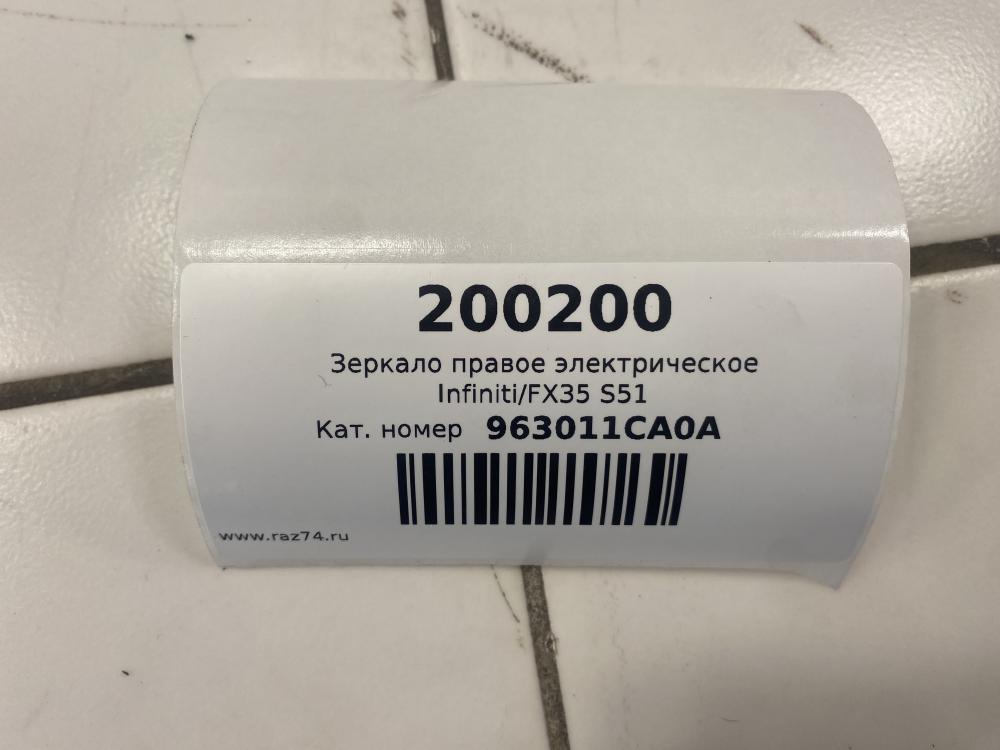 200200
Зеркало правое электрическое
Infiniti/FX35 S51
Кат. номер 963011CA0A
www.raz74.ru